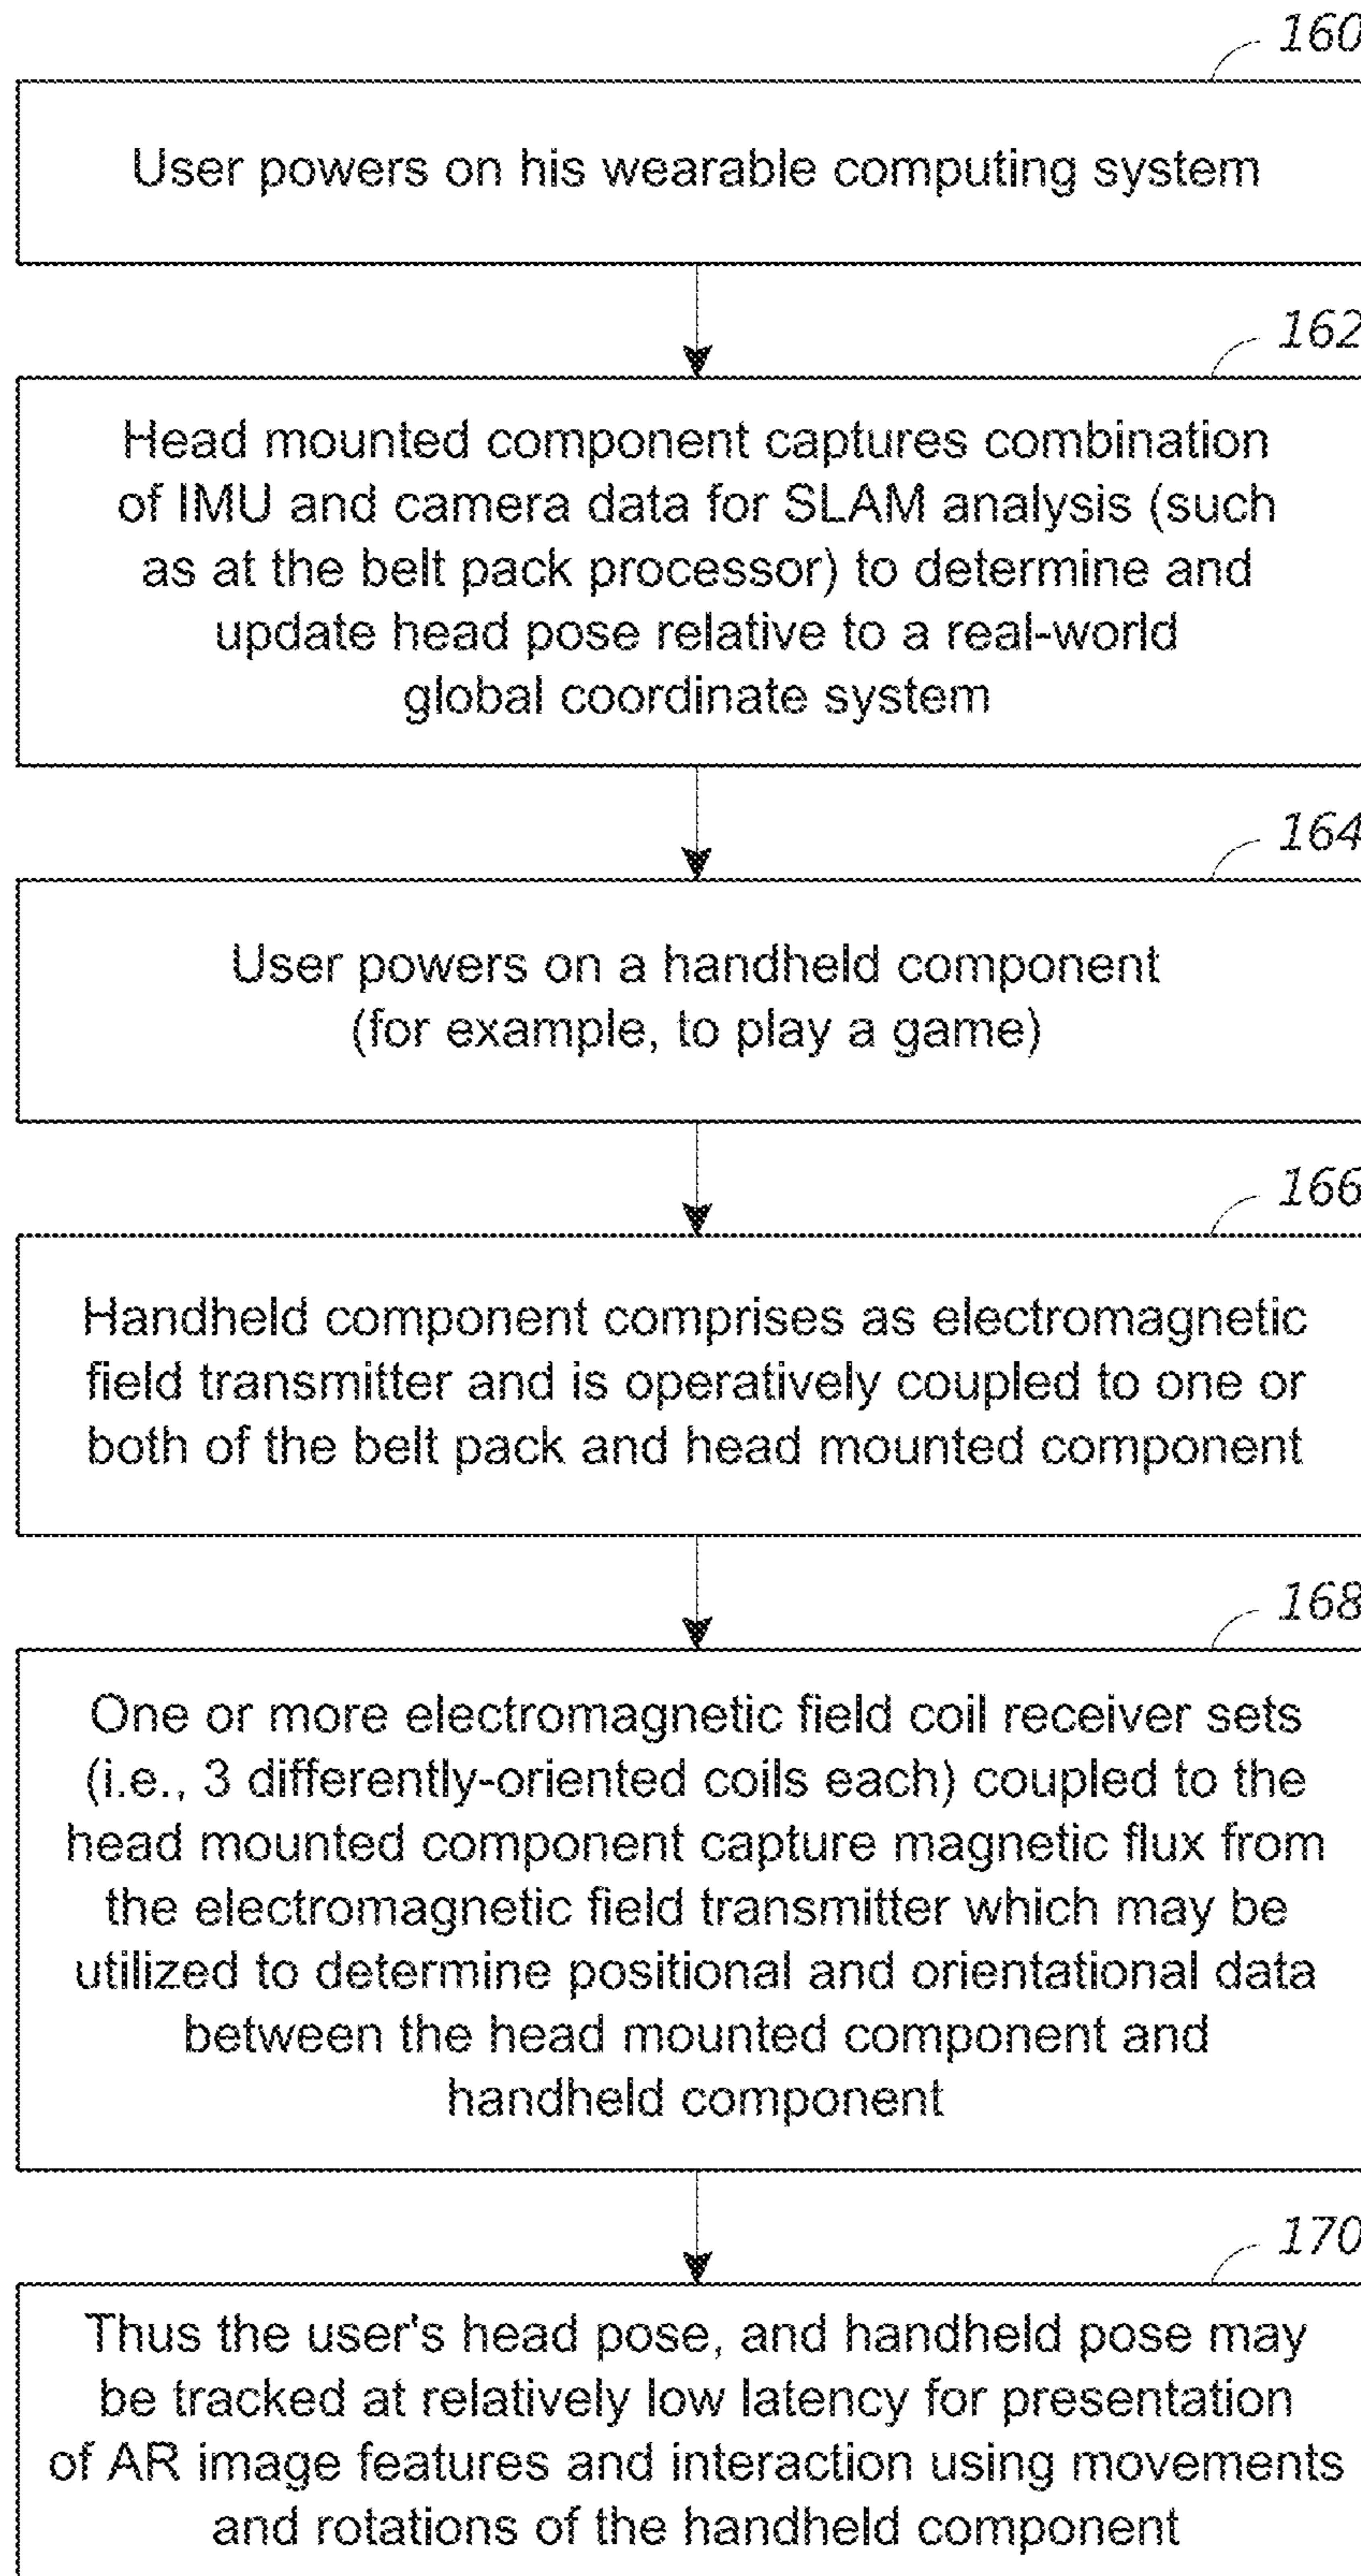 160
User powers on his wearable computing system
162
Head mounted component captures combination
of IMU and camera data for SLAM analysis (such
as at the belt pack processor) to determine and
update head pose relative to a real-world
global coordinate system
164
User powers on a handheld component
(for example, to play a game)
166
Handheld component comprises as electromagnetic
field transmitter and is operatively coupled to one or
both of the belt pack and head mounted component
168
One or more electromagnetic field coil receiver sets
(i.e., 3 differently-oriented coils each) coupled to the
head mounted component capture magnetic flux from
the electromagnetic field transmitter which may be
utilized to determine positional and orientational data
between the head mounted component and
handheld component
170
Thus the user's head pose, and handheld pose may
be tracked at relatively low latency for presentation
of AR image features and interaction using movements
and rotations of the handheld component